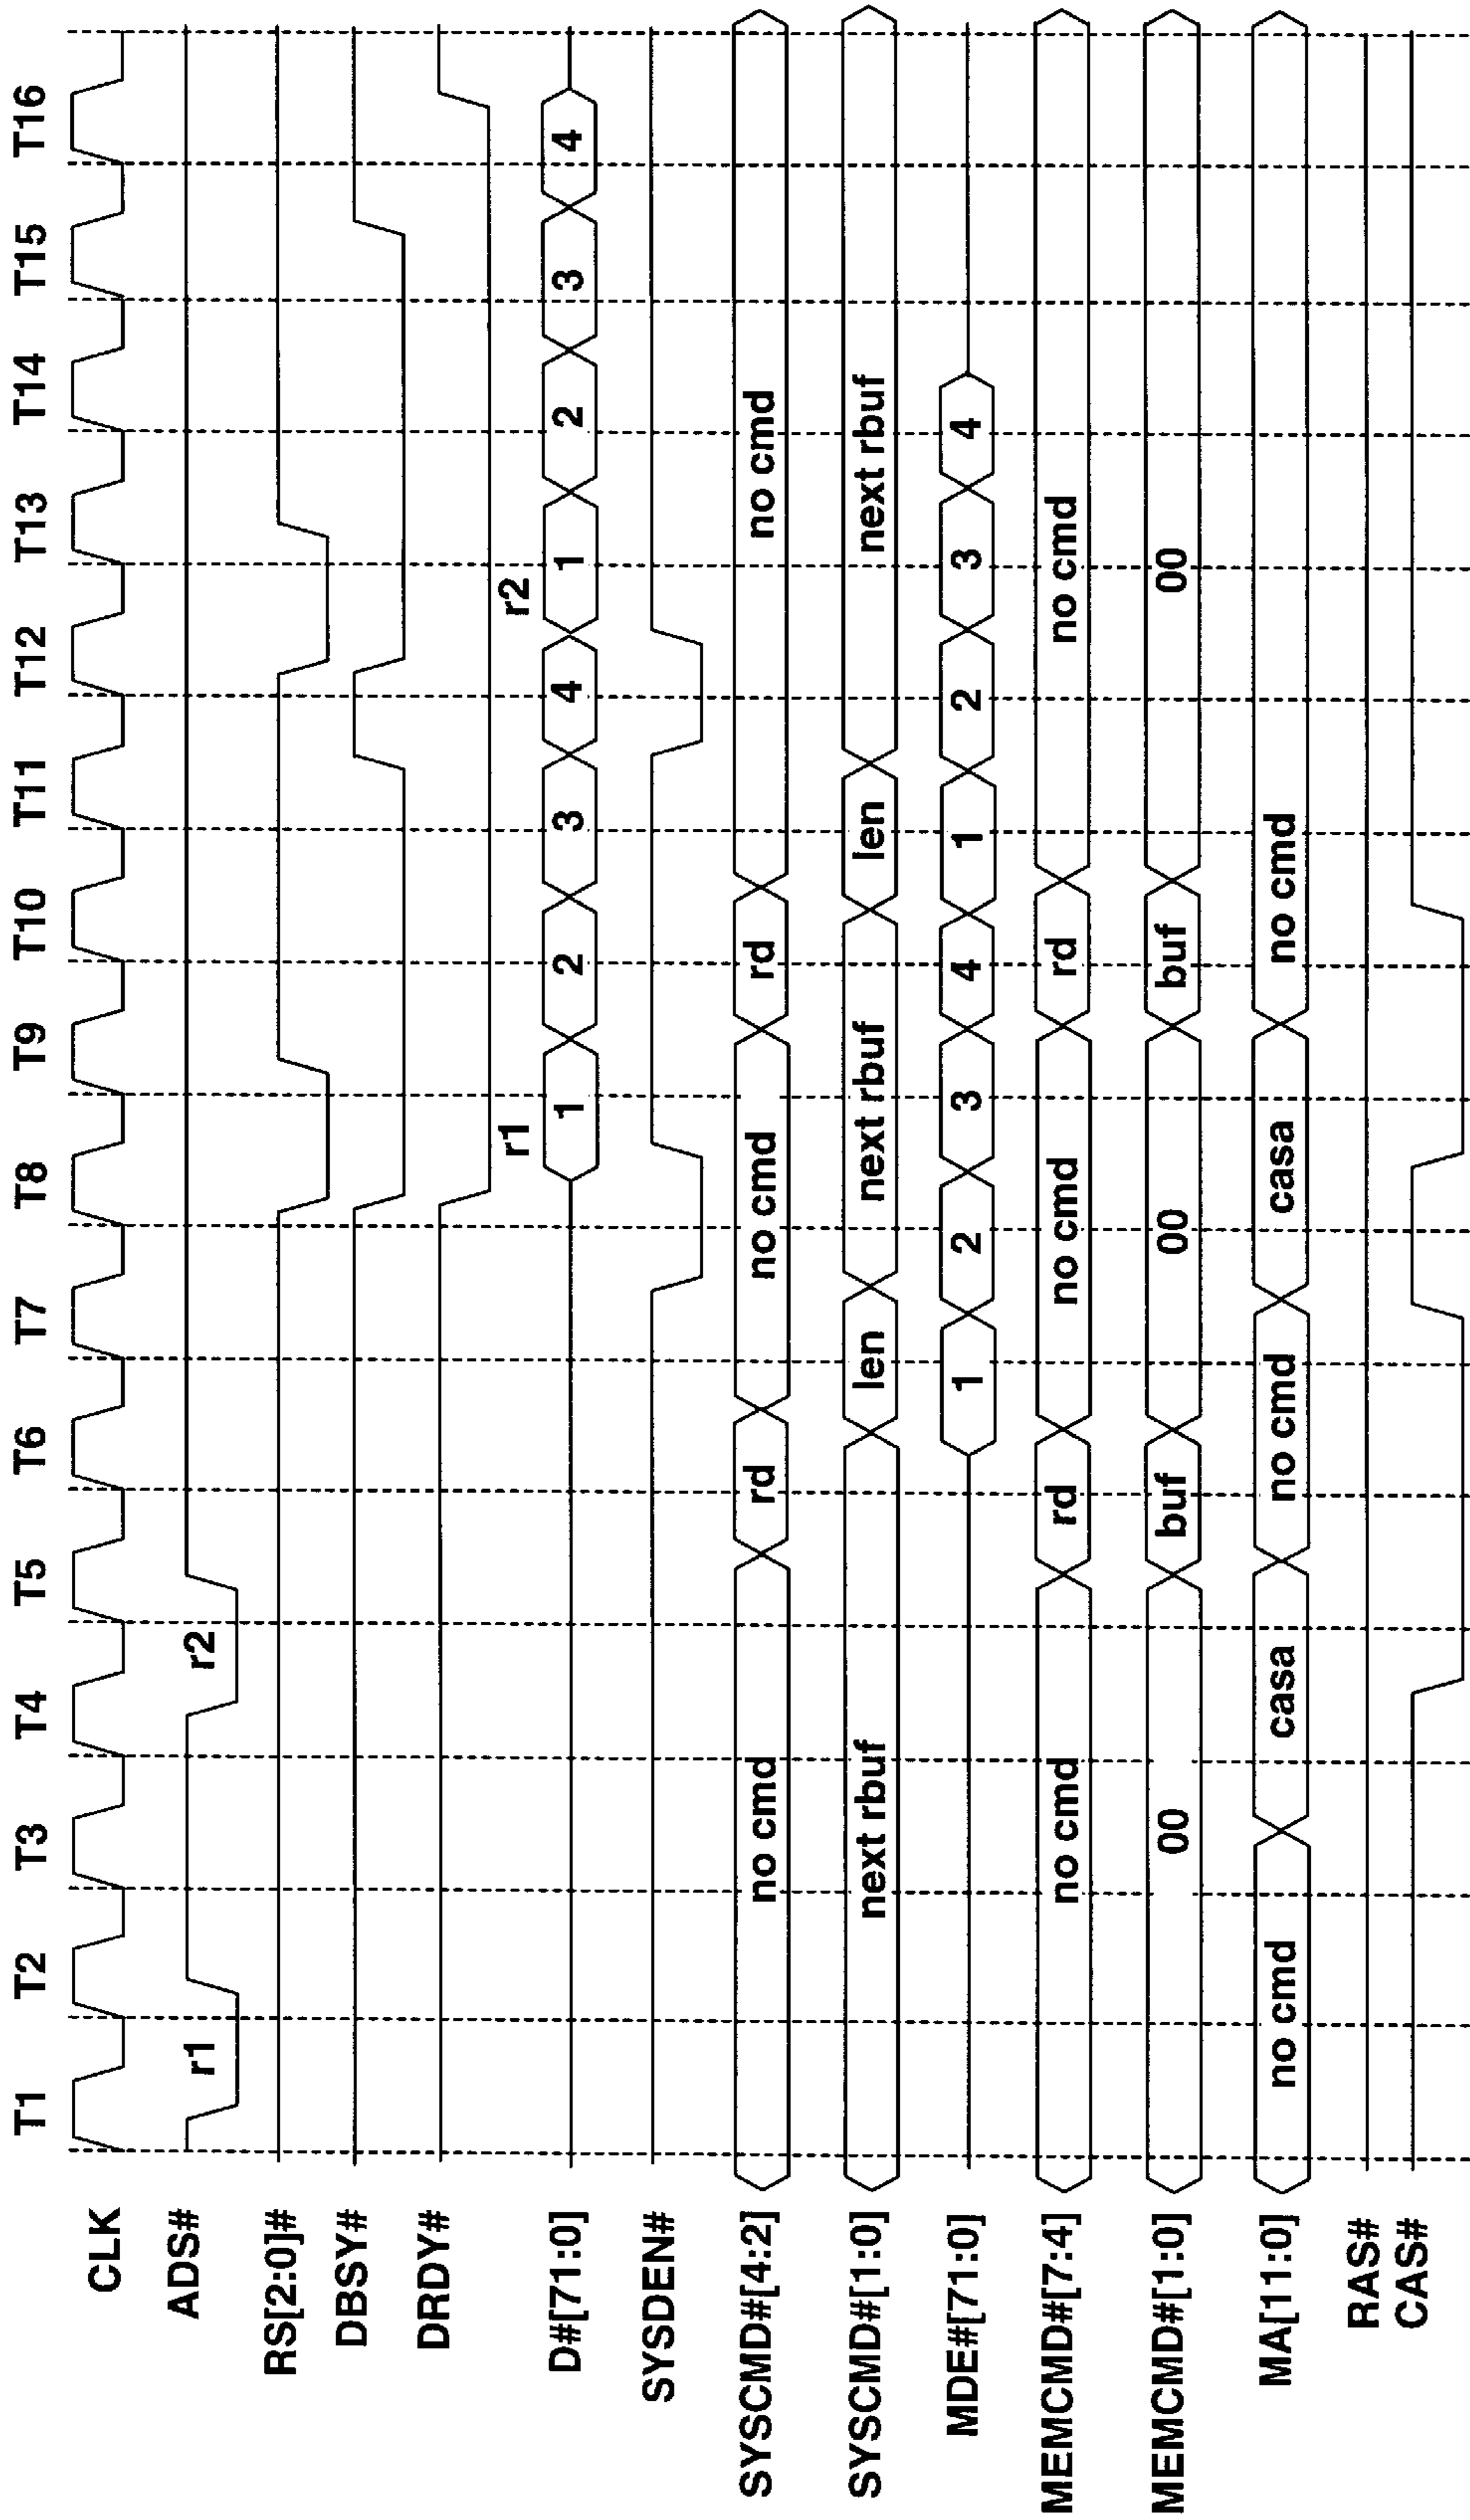 T1 T2 T3 T4 T5 T6 T7 T8 T9 T10 T11 T12 T13 T14 T15 T16
CLK
ADS# r1 r2
RS[2:0]#
DBSY#
DRDY#
r1 r2
D#[71:0] 1 2 3 4 1 2 3 4
SYSDEN#
SYSCMD#[4:2] no cmd rd no cmd rd no cmd
SYSCMD#[1:0] next rbuf len next rbuf len next rbuf
MDE#[71:0] 1 2 3 4 1 2 3 4
MEMCMD#[7:4] no cmd rd no cmd rd no cmd
MEMCMD#[1:0] 00 buf 00 buf 00
MA[11:0] no cmd casa no cmd casa no cmd
RAS#
CAS#